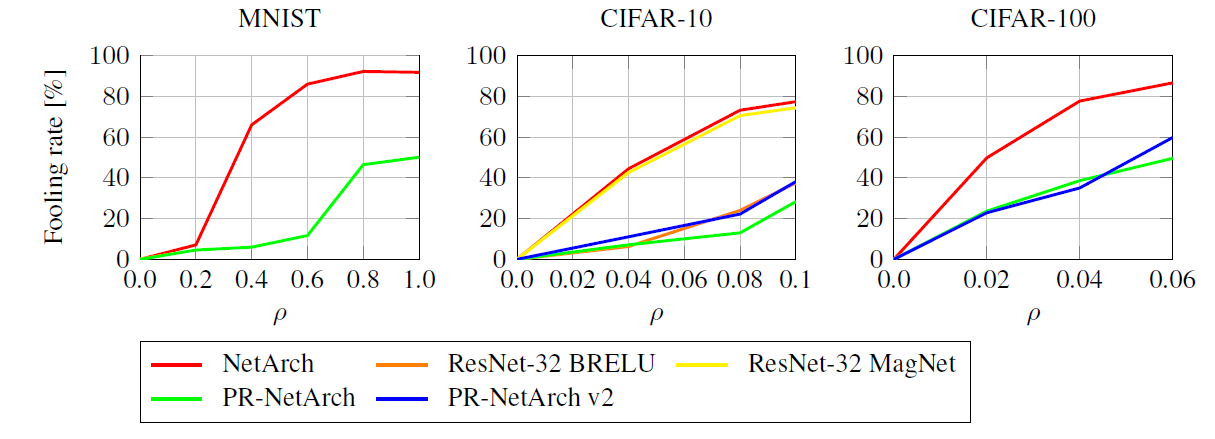 MNIST CIFAR-10 CIFAR-100
Fooling rate [%]
100 80 60 40 20 0
0.0 0.2 0.4 0.6 0.8 1.0
ρ
100 80 60 40 20 0
0.0 0.02 0.04 0.06 0.08 0.1
ρ
100 80 60 40 20 0
0.0 0.02 0.04 0.06
ρ
NetArch ResNet-32 BRELU ResNet-32 MagNet
PR-NetArch PR-NetArch v2